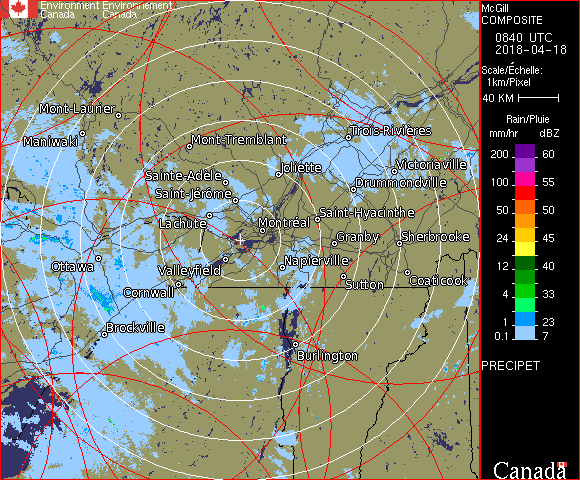 Environment Environnement
Canada Canada
McGill
COMPOSITE
0840 UTC
2018-04-18
Scale/Échelle:
1km/Pixel
40 KM
Rain/Pluie
mm/hr dBZ
200 60
100 55
50 50
24 45
12 40
4 33
1 23
0.1 7
PRECIPET
Canada
Mont-Laurier
Maniwaki
Mont-Tremblant
Trois-Rivières
Joliette
Victoriaville
Sainte-Adèle
Drummondville
Saint-Jérôme
Saint-Hyacinthe
Lachute
Montréal
Granby
Sherbrooke
Ottawa
Valleyfield
Napierville
Coaticook
Cornwall
Sutton
Brockville
Burlington